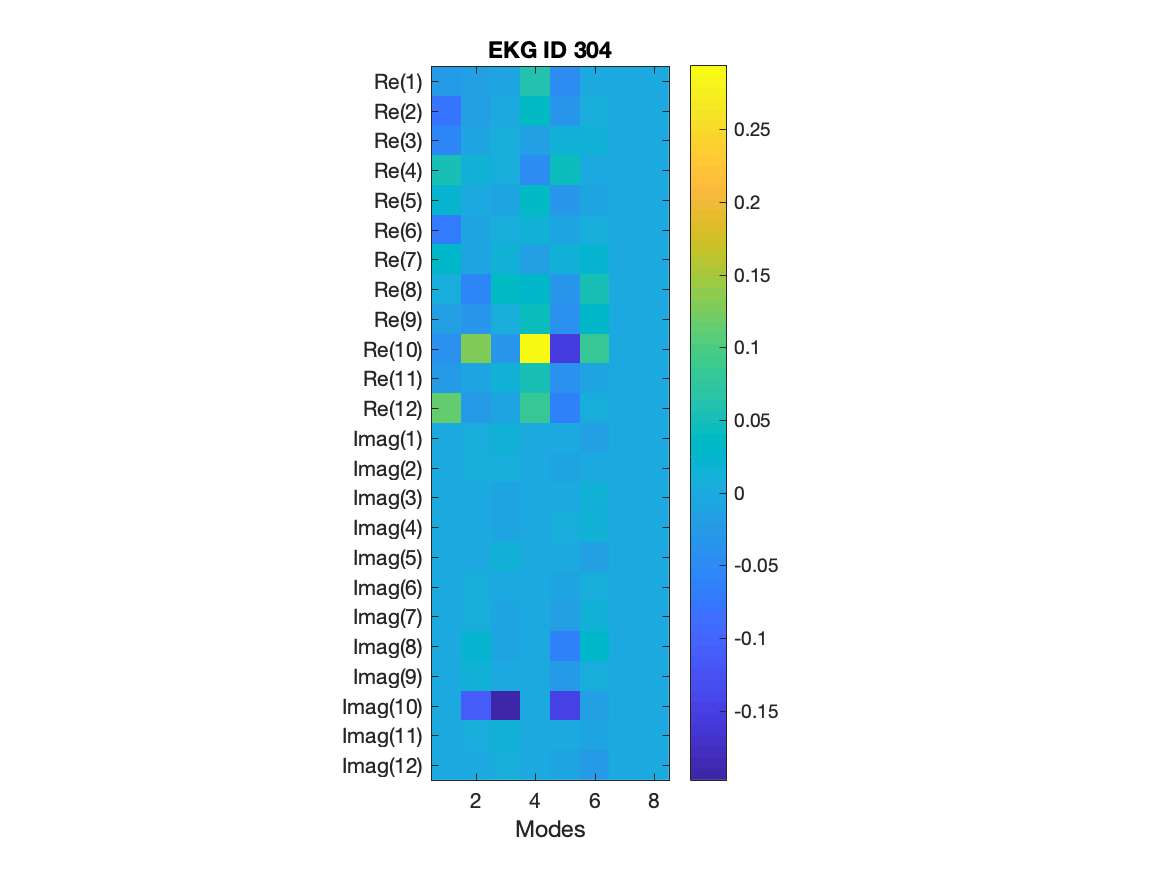 EKG ID 304
Re(1)
Re(2)
Re(3)
Re(4)
Re(5)
Re(6)
Re(7)
Re(8)
Re(9)
Re(10)
Re(11)
Re(12)
Imag(1)
Imag(2)
Imag(3)
Imag(4)
Imag(5)
Imag(6)
Imag(7)
Imag(8)
Imag(9)
Imag(10)
Imag(11)
Imag(12)
2 4 6 8
Modes
0.25
0.2
0.15
0.1
0.05
0
-0.05
-0.1
-0.15